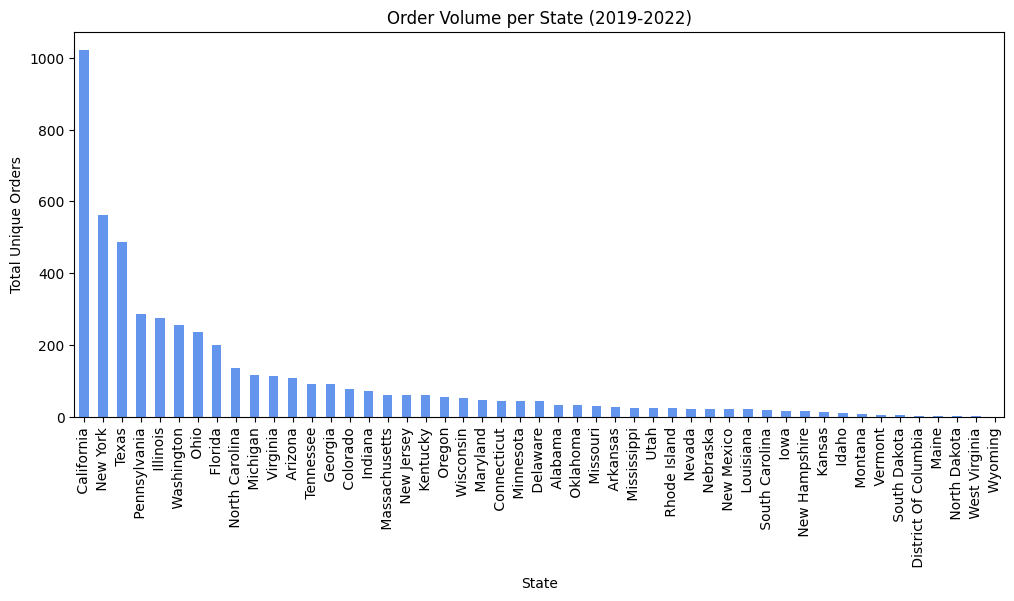 Order Volume per State (2019-2022)
Total Unique Orders
1000
800
600
400
200
0
California
New York
Texas
Pennsylvania
Illinois
Washington
Ohio
Florida
North Carolina
Michigan
Virginia
Arizona
Tennessee
Georgia
Colorado
Indiana
Massachusetts
New Jersey
Kentucky
Oregon
Wisconsin
Maryland
Connecticut
Minnesota
Delaware
Alabama
Oklahoma
Missouri
Arkansas
Mississippi
Utah
Rhode Island
Nevada
Nebraska
New Mexico
Louisiana
South Carolina
Iowa
New Hampshire
Kansas
Idaho
Montana
Vermont
South Dakota
District Of Columbia
Maine
North Dakota
West Virginia
Wyoming
State